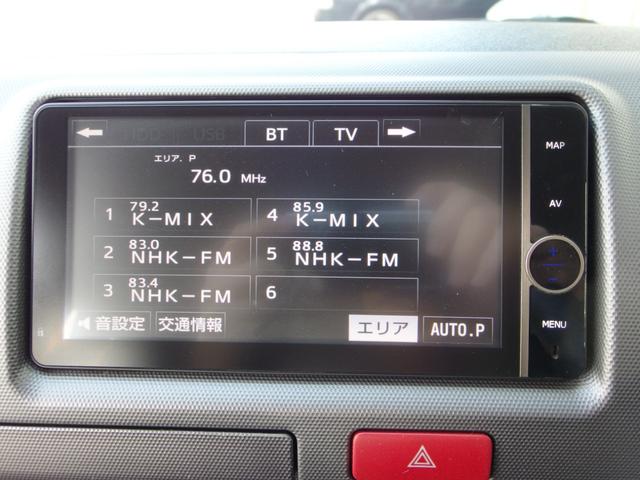 HDD USB BT TV
エリア. P
76.0 MHz
1 79.2 K-MIX
4 85.9 K-MIX
2 83.0 NHK-FM
5 88.8 NHK-FM
3 83.4 NHK-FM
6
音設定 交通情報 エリア AUTO.P
MAP
AV
+
-
MENU